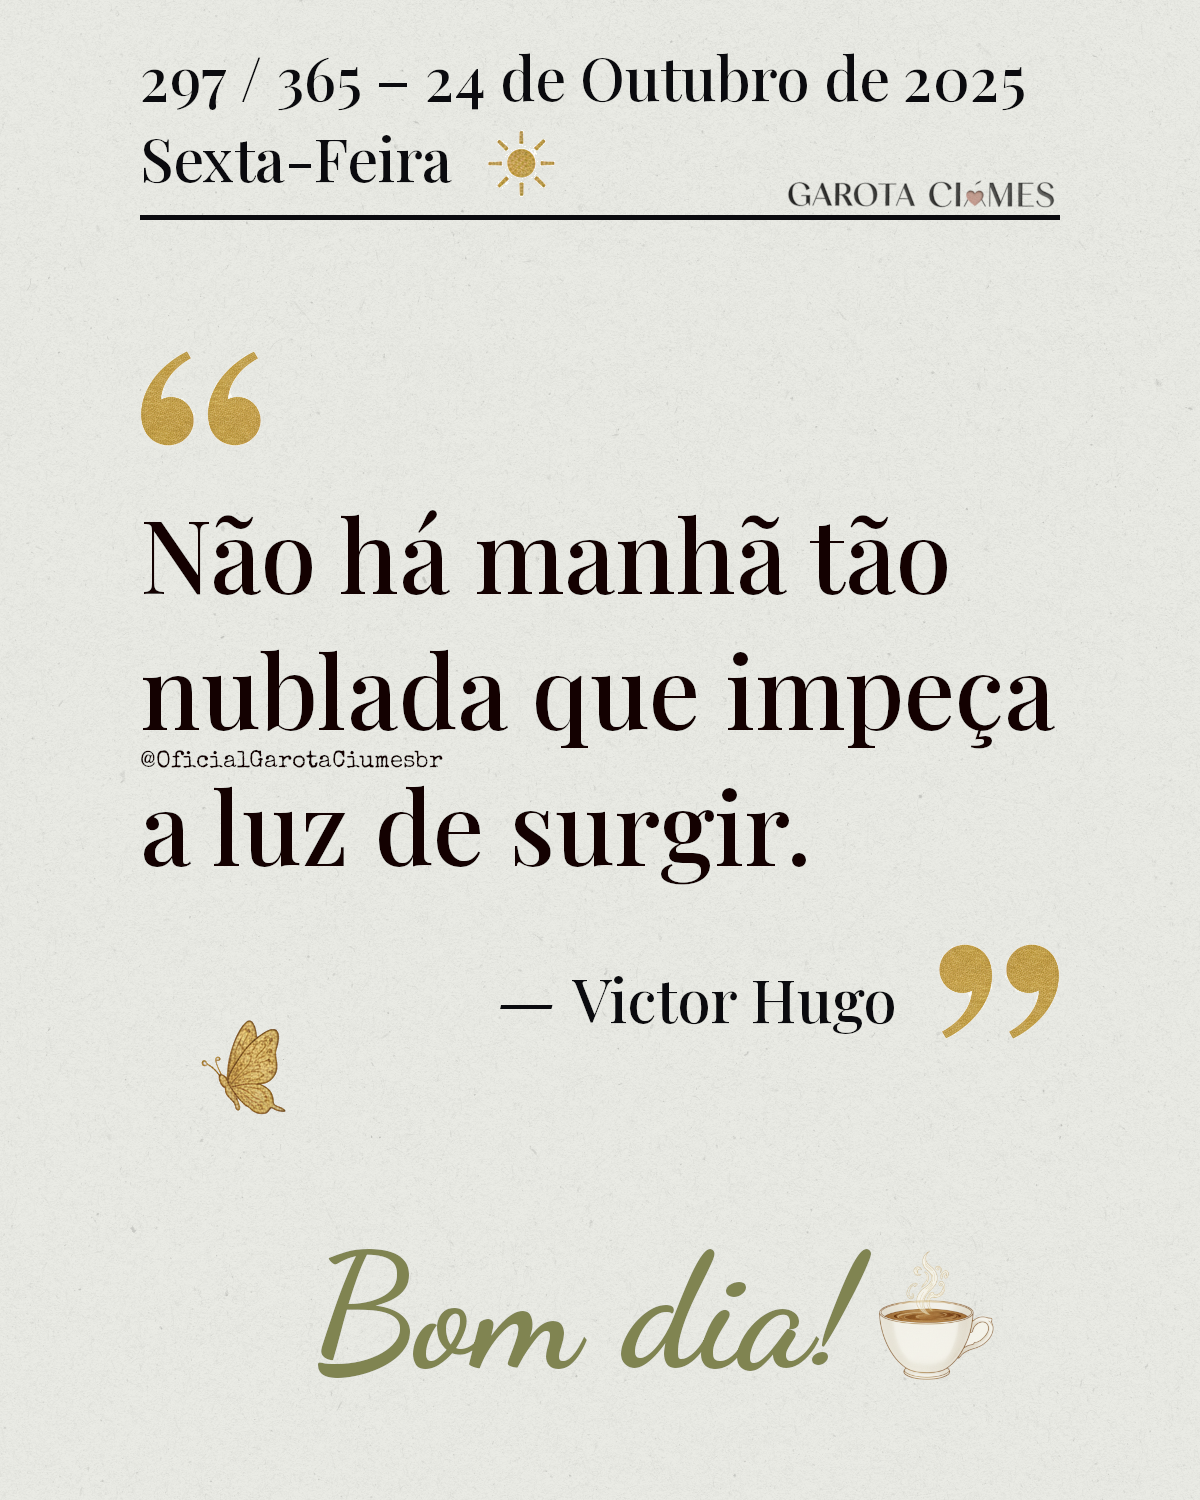 297 / 365 – 24 de Outubro de 2025
Sexta-Feira
GAROTA CIÚMES
“
Não há manhã tão
nublada que impeça
@OficialGarotaCiumesbr
a luz de surgir.
— Victor Hugo ”
Bom dia!